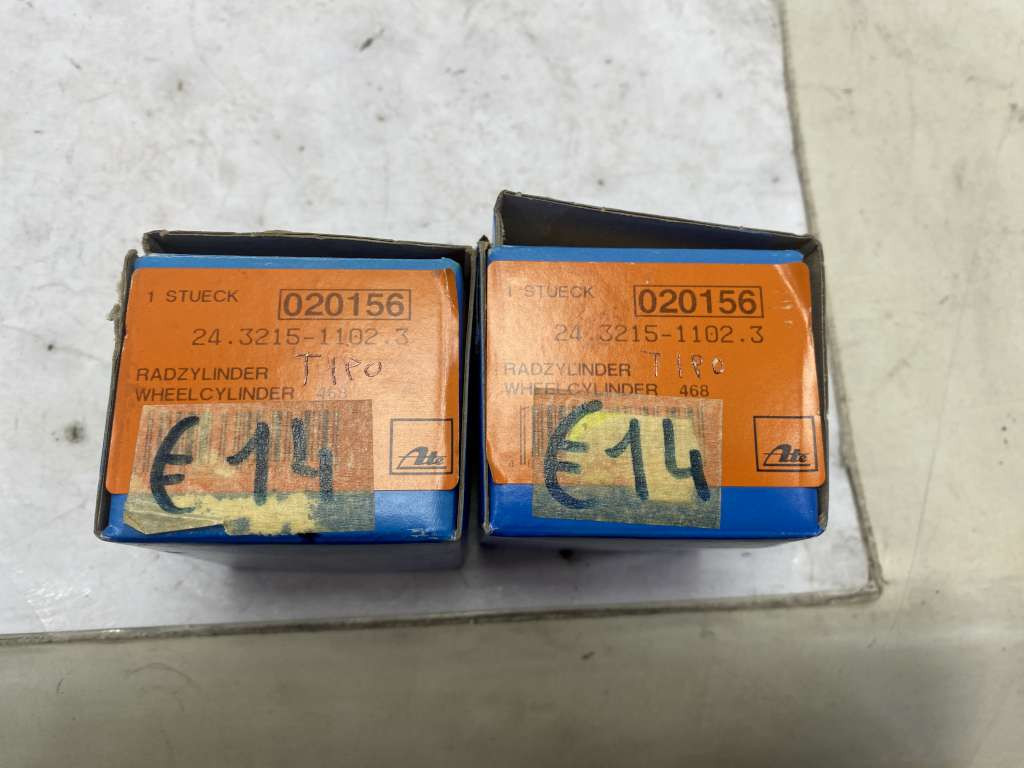 1 STUECK 020156
24.3215-1102.3
RADZYLINDER TIPO
WHEELCYLINDER 468
€14
Ate
1 STUECK 020156
24.3215-1102.3
RADZYLINDER TIPO
WHEELCYLINDER 468
€14
Ate